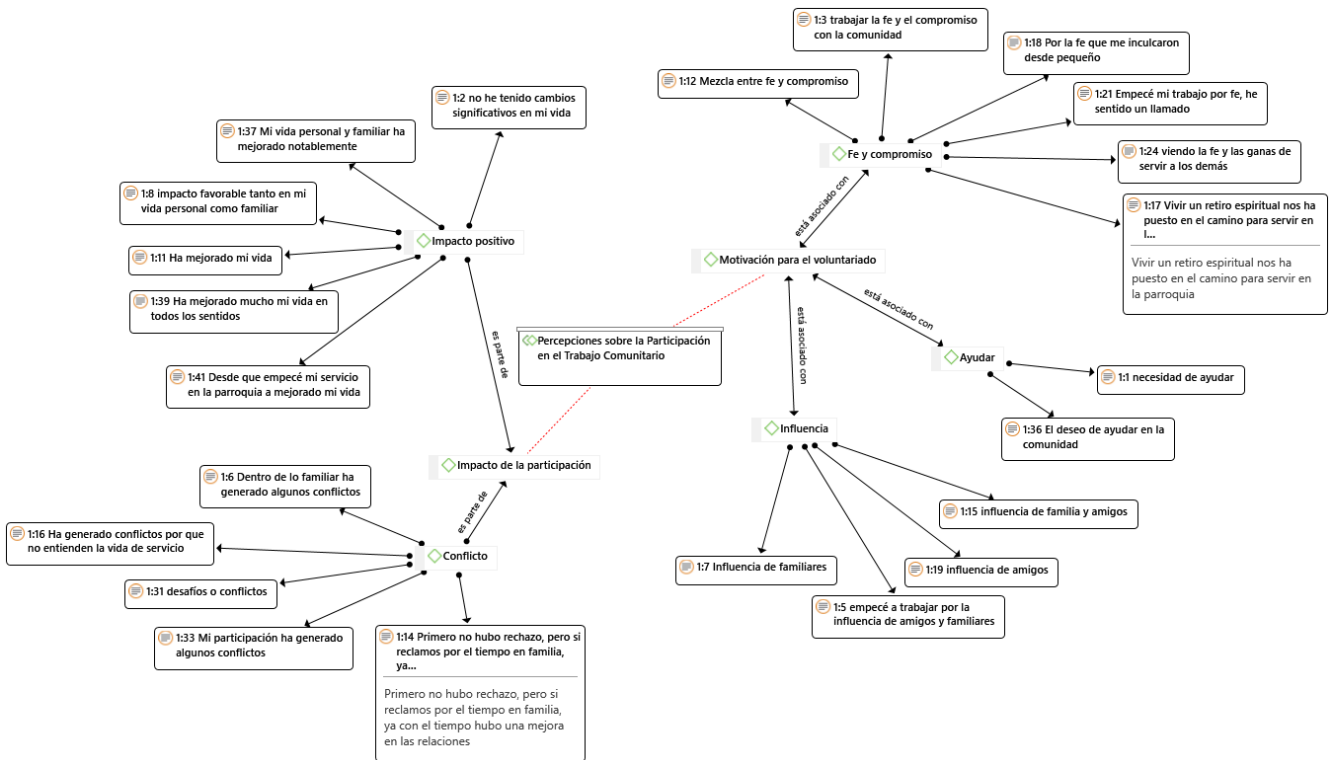 1:3 trabajar la fe y el compromiso
con la comunidad
1:18 Por la fe que me inculcaron
desde pequeño
1:12 Mezcla entre fe y compromiso
1:21 Empecé mi trabajo por fe, he
sentido un llamado
1:2 no he tenido cambios
significativos en mi vida
1:37 Mi vida personal y familiar ha
mejorado notablemente
Fe y compromiso
1:24 viendo la fe y las ganas de
servir a los demás
1:8 impacto favorable tanto en mi
vida personal como familiar
1:17 Vivir un retiro espiritual nos ha
puesto en el camino para servir en
l...
Vivir un retiro espiritual nos ha
puesto en el camino para servir en
la parroquia
está asociado con
Impacto positivo
1:11 Ha mejorado mi vida
Motivación para el voluntariado
1:39 Ha mejorado mucho mi vida en
todos los sentidos
está asociado con
está asociado con
es parte de
Percepciones sobre la Participación
en el Trabajo Comunitario
Ayudar
1:1 necesidad de ayudar
1:41 Desde que empecé mi servicio
en la parroquia a mejorado mi vida
1:36 El deseo de ayudar en la
comunidad
Influencia
Impacto de la participación
1:6 Dentro de lo familiar ha
generado algunos conflictos
es parte de
1:15 influencia de familia y amigos
1:16 Ha generado conflictos por que
no entienden la vida de servicio
Conflicto
1:7 Influencia de familiares
1:19 influencia de amigos
1:31 desafíos o conflictos
1:5 empecé a trabajar por la
influencia de amigos y familiares
1:33 Mi participación ha generado
algunos conflictos
1:14 Primero no hubo rechazo, pero si
reclamos por el tiempo en familia,
ya...
Primero no hubo rechazo, pero si
reclamos por el tiempo en familia,
ya con el tiempo hubo una mejora
en las relaciones